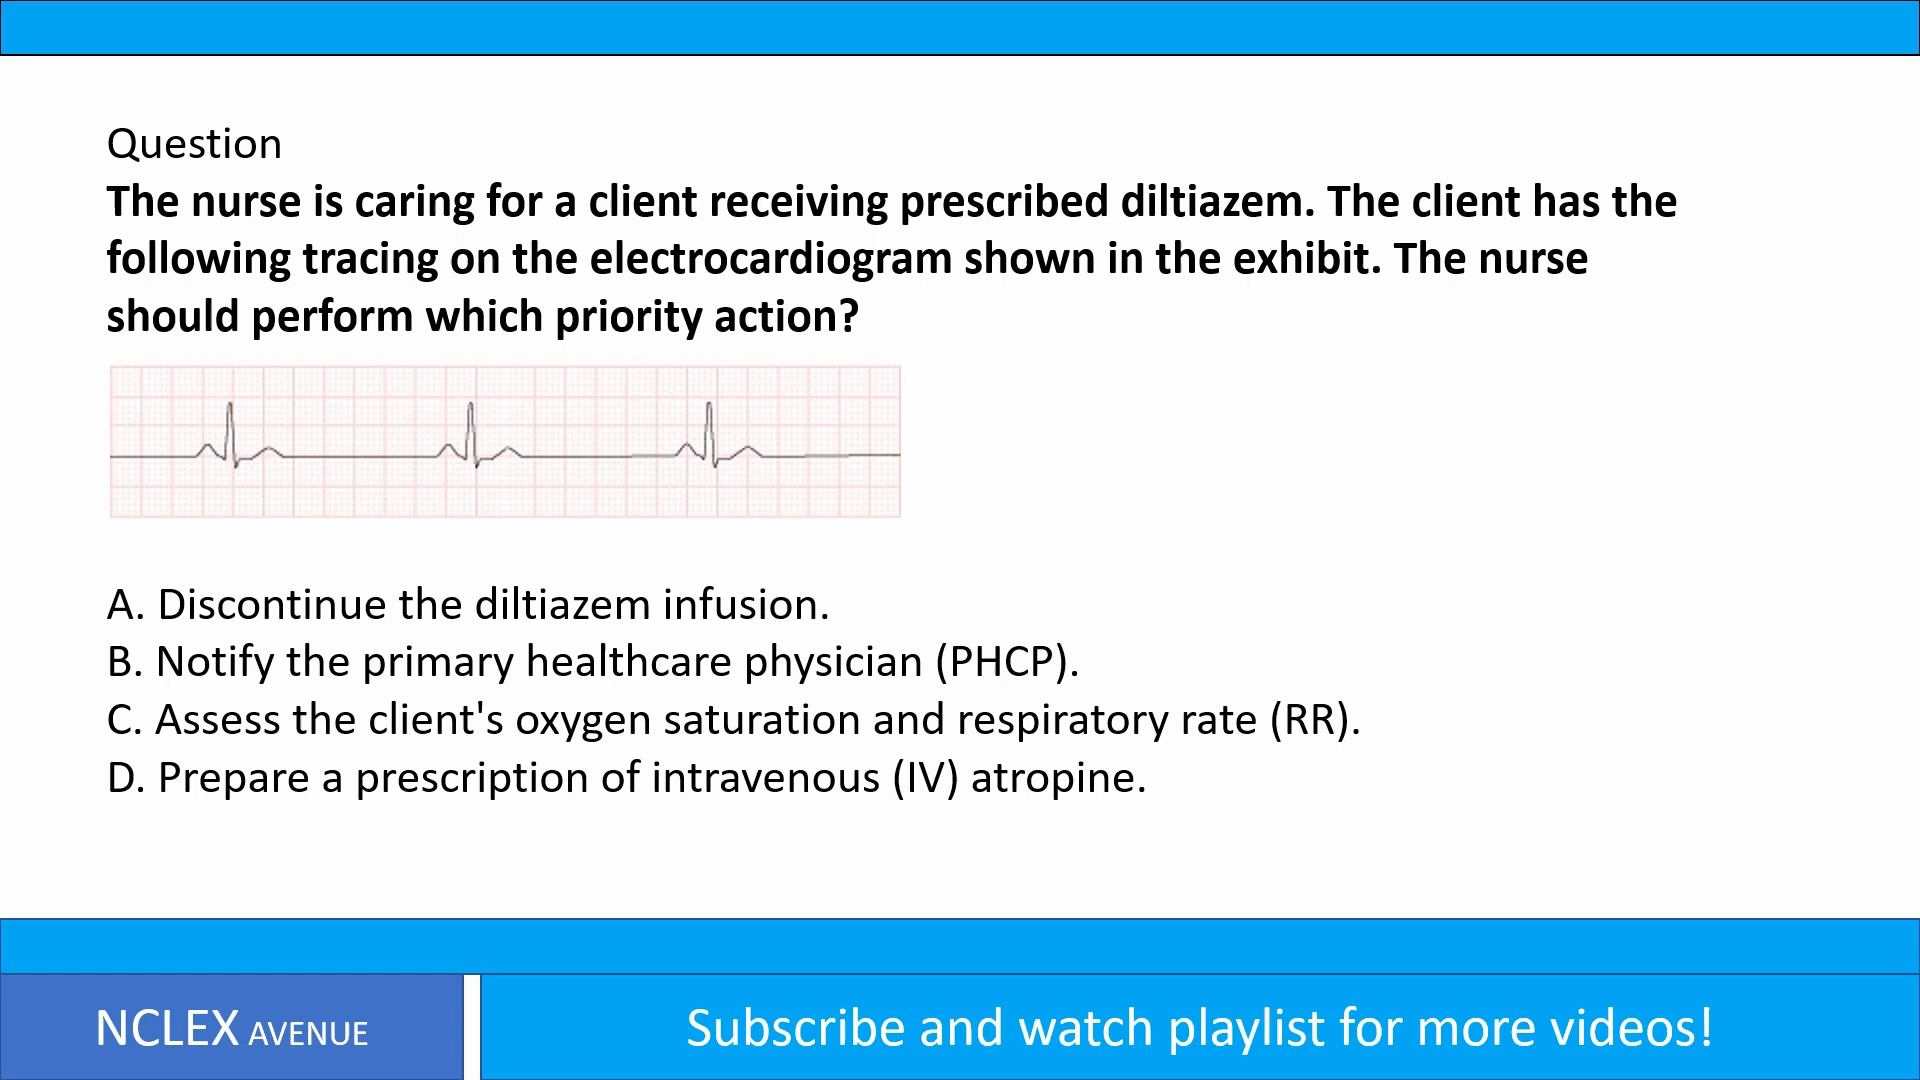 Question
The nurse is caring for a client receiving prescribed diltiazem. The client has the
following tracing on the electrocardiogram shown in the exhibit. The nurse
should perform which priority action?
A. Discontinue the diltiazem infusion.
B. Notify the primary healthcare physician (PHCP).
C. Assess the client's oxygen saturation and respiratory rate (RR).
D. Prepare a prescription of intravenous (IV) atropine.
NCLEX AVENUE
Subscribe and watch playlist for more videos!